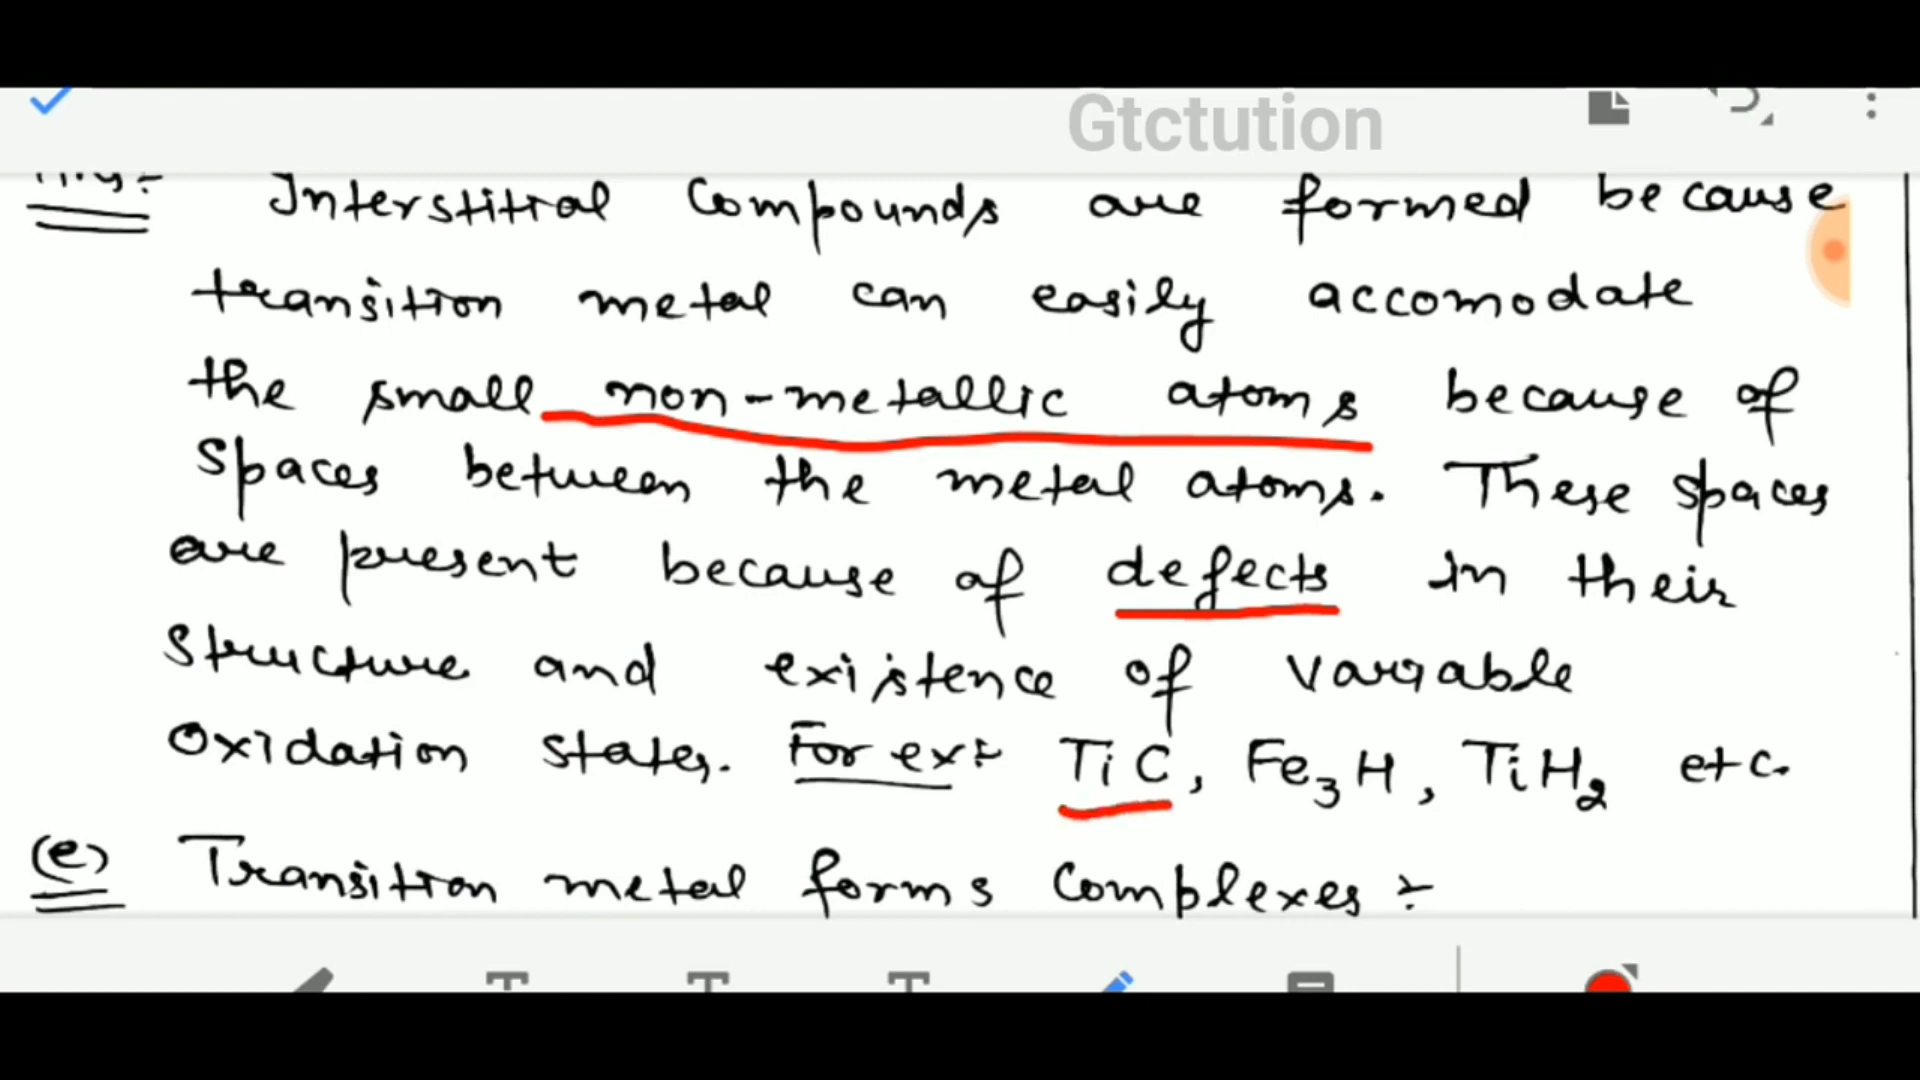 Gtctution
Interstitial Compounds are formed because
transition metal can easily accomodate
the small non-metallic atoms because of
spaces between the metal atoms. These spaces
are present because of defects in their
structure and existence of variable
Oxidation states. For ex:- TiC, Fe₃H, TiH₂ etc.
(e) Transition metal forms Complexes :-